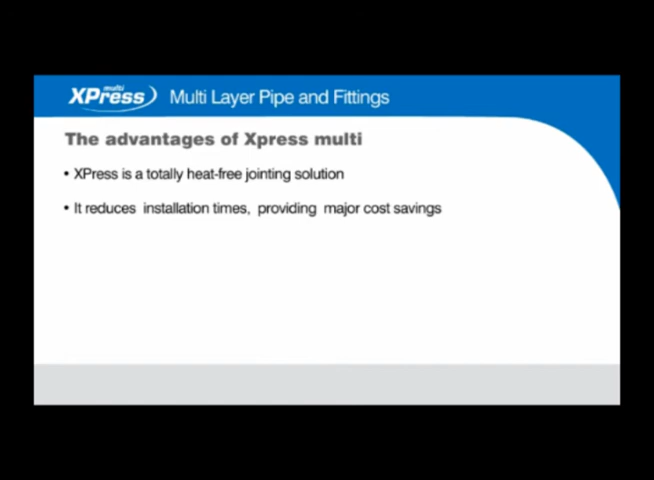 multi
XPress Multi Layer Pipe and Fittings
The advantages of Xpress multi
• XPress is a totally heat-free jointing solution
• It reduces installation times, providing major cost savings